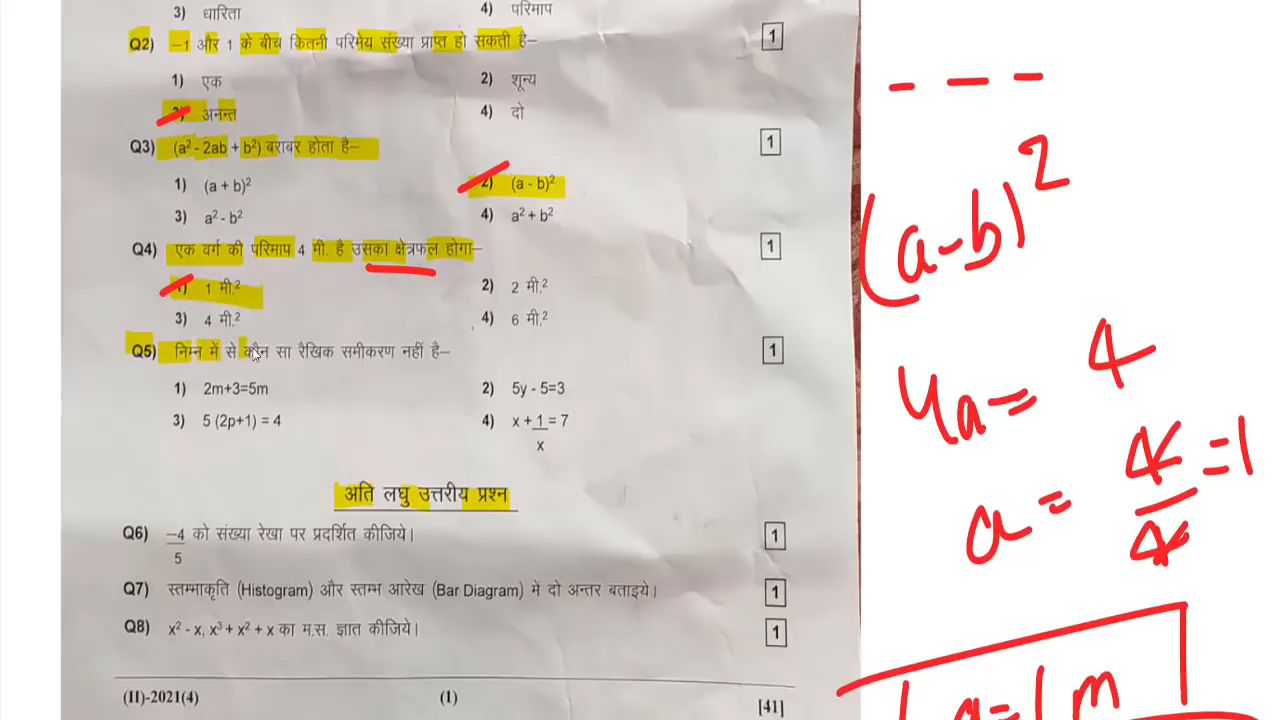 3) धारिता 4) परिमाप
Q2) –1 और 1 के बीच कितनी परिमेय संख्या प्राप्त हो सकती है– 1
1) एक 2) शून्य
3) अनन्त 4) दो
Q3) (a² - 2ab + b²) बराबर होता है– 1
1) (a + b)² 2) (a - b)²
3) a² - b² 4) a² + b²
Q4) एक वर्ग की परिमाप 4 मी. है उसका क्षेत्रफल होगा– 1
1) 1 मी.² 2) 2 मी.²
3) 4 मी.² 4) 6 मी.²
Q5) निम्न में से कौन सा रैखिक समीकरण नहीं है– 1
1) 2m+3=5m 2) 5y - 5=3
3) 5 (2p+1) = 4 4) x + 1 = 7
x
अति लघु उत्तरीय प्रश्न
Q6) –4 को संख्या रेखा पर प्रदर्शित कीजिये। 1
5
Q7) स्तम्भाकृति (Histogram) और स्तम्भ आरेख (Bar Diagram) में दो अन्तर बताइये। 1
Q8) x² - x, x³ + x² + x का म.स. ज्ञात कीजिये। 1
(II)-2021(4) (1) [41]
(a-b)²
4a = 4
a = 4/4 = 1
a = 1 m